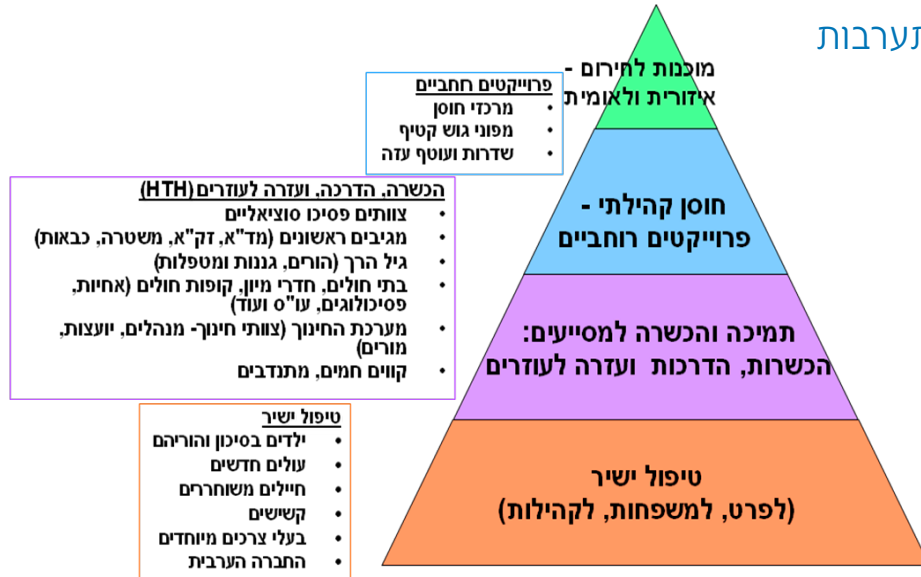 תערבות
מוכנות לחירום -
איזורית ולאומית
פרוייקטים רוחביים
• מרכזי חוסן
• מפוני גוש קטיף
• שדרות ועוטף עזה
חוסן קהילתי -
פרוייקטים רוחביים
הכשרה, הדרכה, ועזרה לעוזרים (HTH)
• צוותים פסיכו סוציאליים
• מגיבים ראשונים (מד"א, זק"א, משטרה, כבאות)
• גיל הרך (הורים, גננות ומטפלות)
• בתי חולים, חדרי מיון, קופות חולים (אחיות,
פסיכולוגים, עו"ס ועוד)
• מערכת החינוך (צוותי חינוך- מנהלים, יועצות,
מורים)
• קווים חמים, מתנדבים
תמיכה והכשרה למסייעים:
הכשרות, הדרכות ועזרה לעוזרים
טיפול ישיר
• ילדים בסיכון והוריהם
• עולים חדשים
• חיילים משוחררים
• קשישים
• בעלי צרכים מיוחדים
• החברה הערבית
טיפול ישיר
(לפרט, למשפחות, לקהילות)